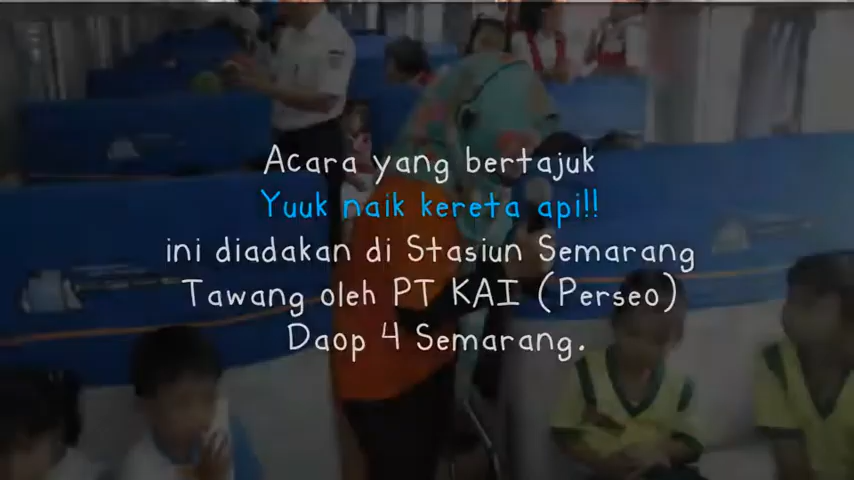 Acara yang bertajuk
Yuuk naik kereta api!!
ini diadakan di Stasiun Semarang
Tawang oleh PT KAI (Perseo)
Daop 4 Semarang.